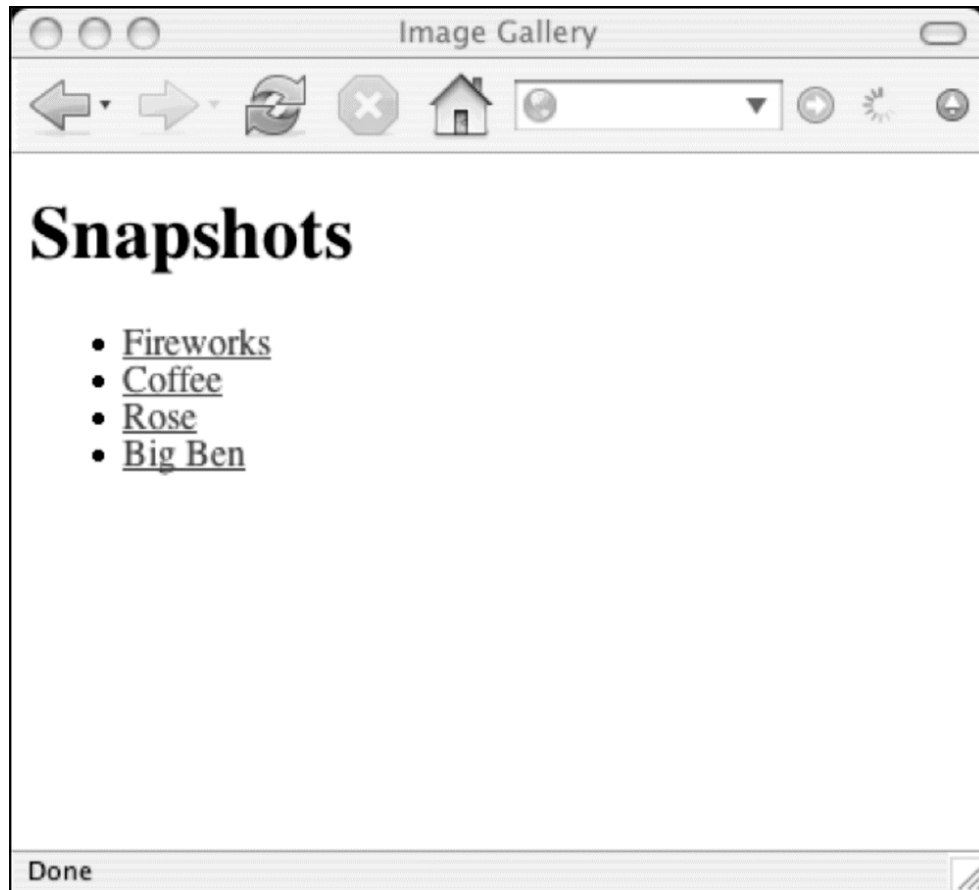 Image Gallery
Snapshots
Fireworks
Coffee
Rose
Big Ben
Done